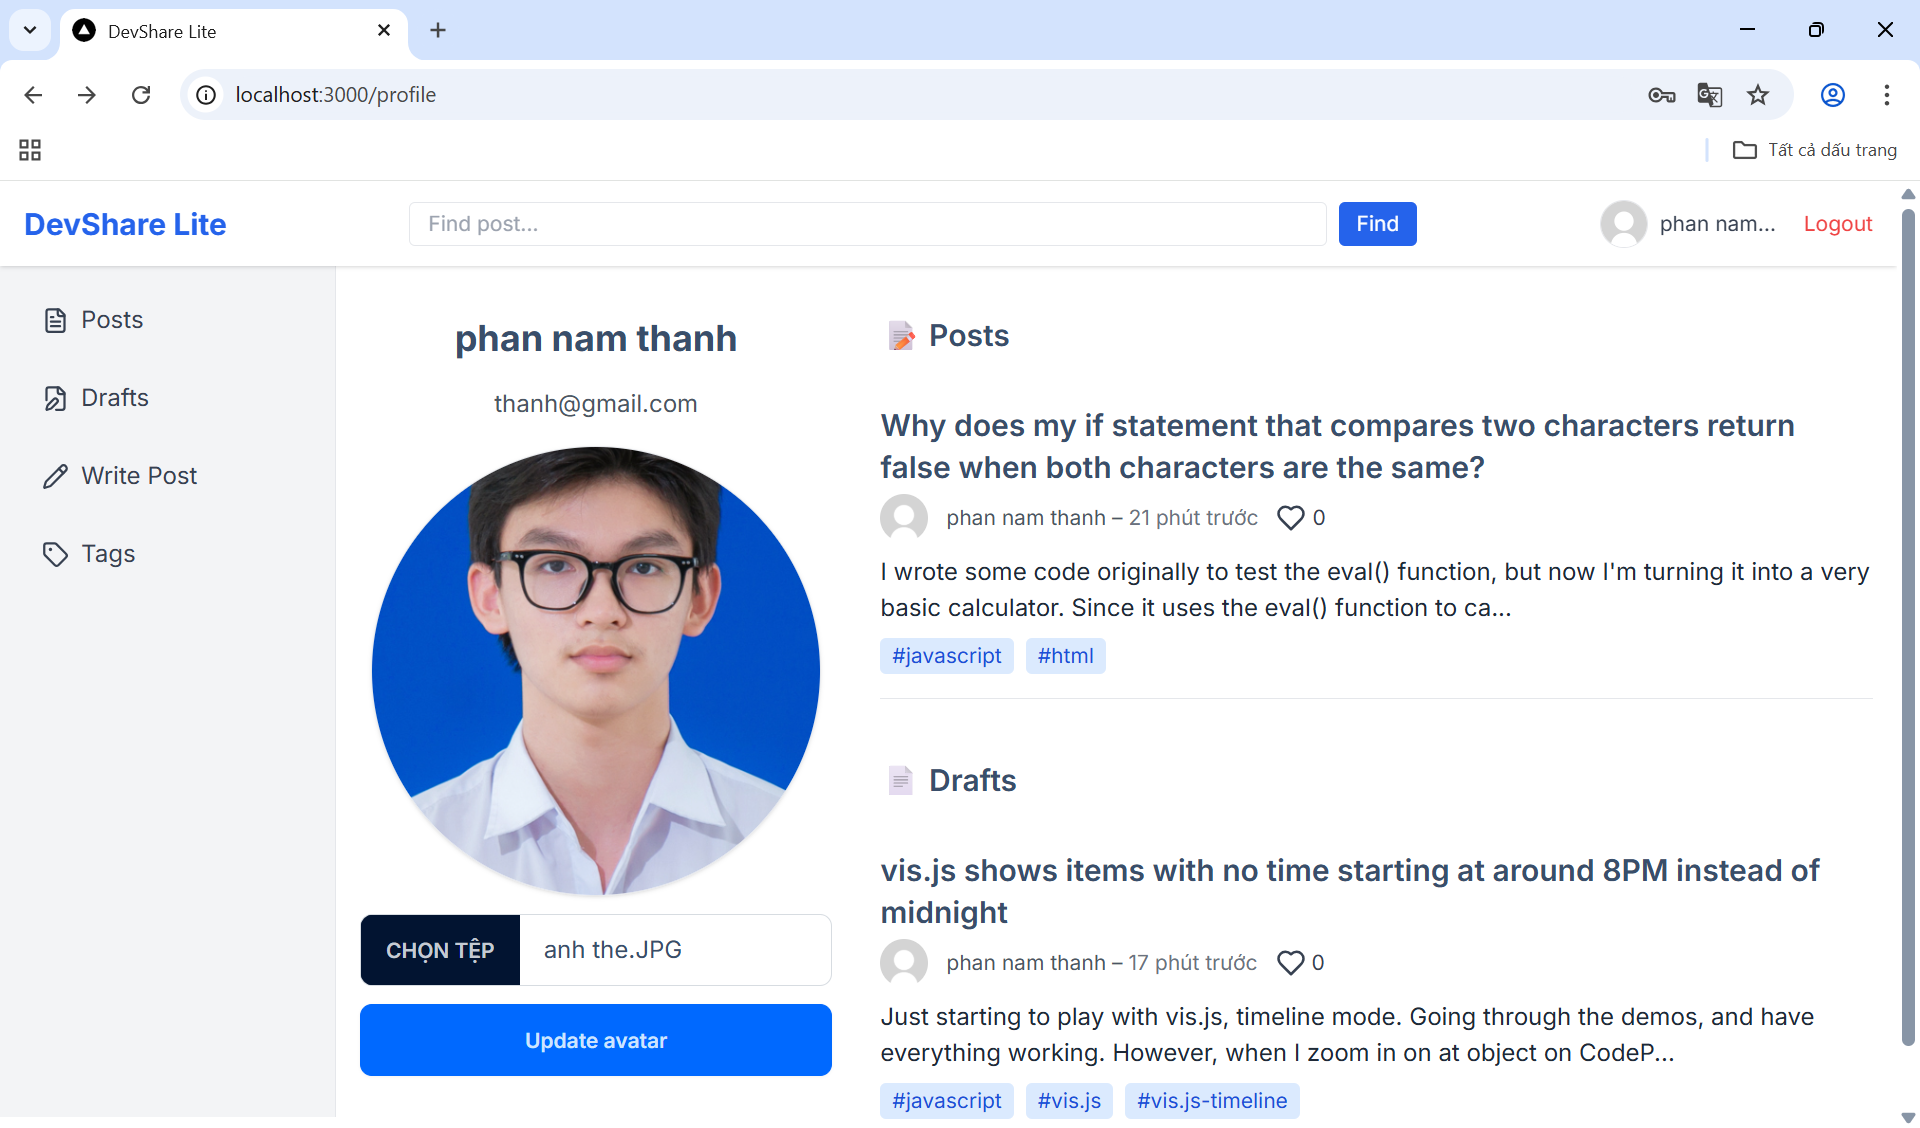 DevShare Lite
localhost:3000/profile
Tất cả dấu trang
DevShare Lite
Find post...
Find
phan nam...
Logout
Posts
Drafts
Write Post
Tags
phan nam thanh
thanh@gmail.com
CHỌN TỆP
anh the.JPG
Update avatar
Posts
Why does my if statement that compares two characters return
false when both characters are the same?
phan nam thanh – 21 phút trước
0
I wrote some code originally to test the eval() function, but now I'm turning it into a very
basic calculator. Since it uses the eval() function to ca...
#javascript #html
Drafts
vis.js shows items with no time starting at around 8PM instead of
midnight
phan nam thanh – 17 phút trước
0
Just starting to play with vis.js, timeline mode. Going through the demos, and have
everything working. However, when I zoom in on at object on CodeP...
#javascript #vis.js #vis.js-timeline